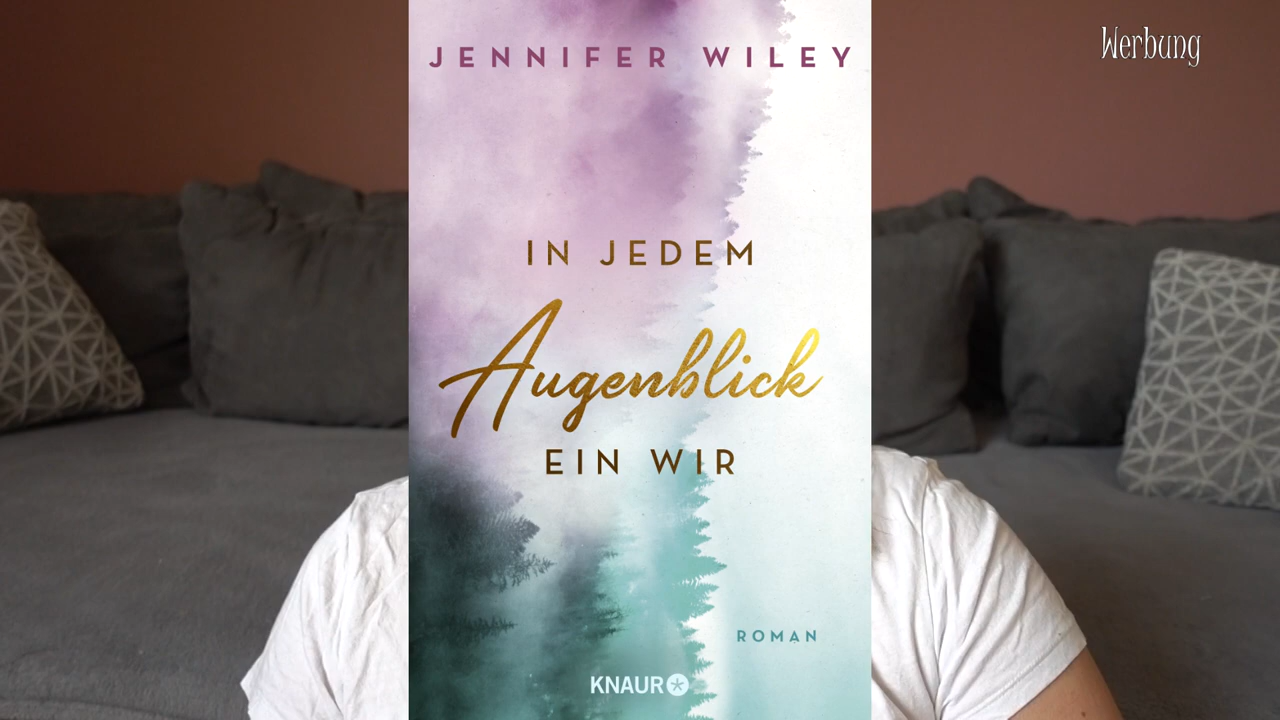 Werbung
JENNIFER WILEY
IN JEDEM
Augenblick
EIN WIR
ROMAN
KNAUR